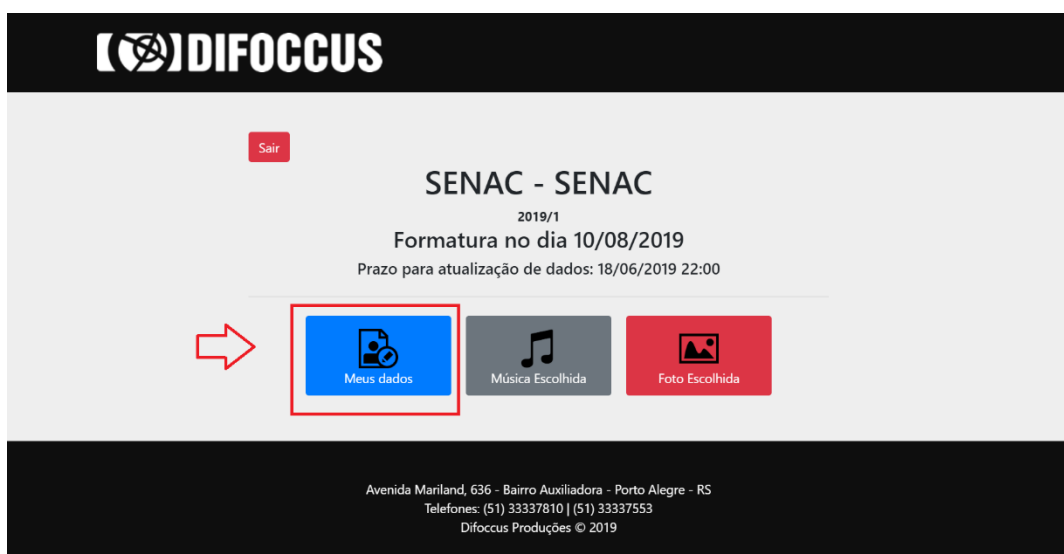 DIFOCCUS
Sair
SENAC - SENAC
2019/1
Formatura no dia 10/08/2019
Prazo para atualização de dados: 18/06/2019 22:00
Meus dados
Música Escolhida
Foto Escolhida
Avenida Mariland, 636 - Bairro Auxiliadora - Porto Alegre - RS
Telefones: (51) 33337810 | (51) 33337553
Difoccus Produções © 2019